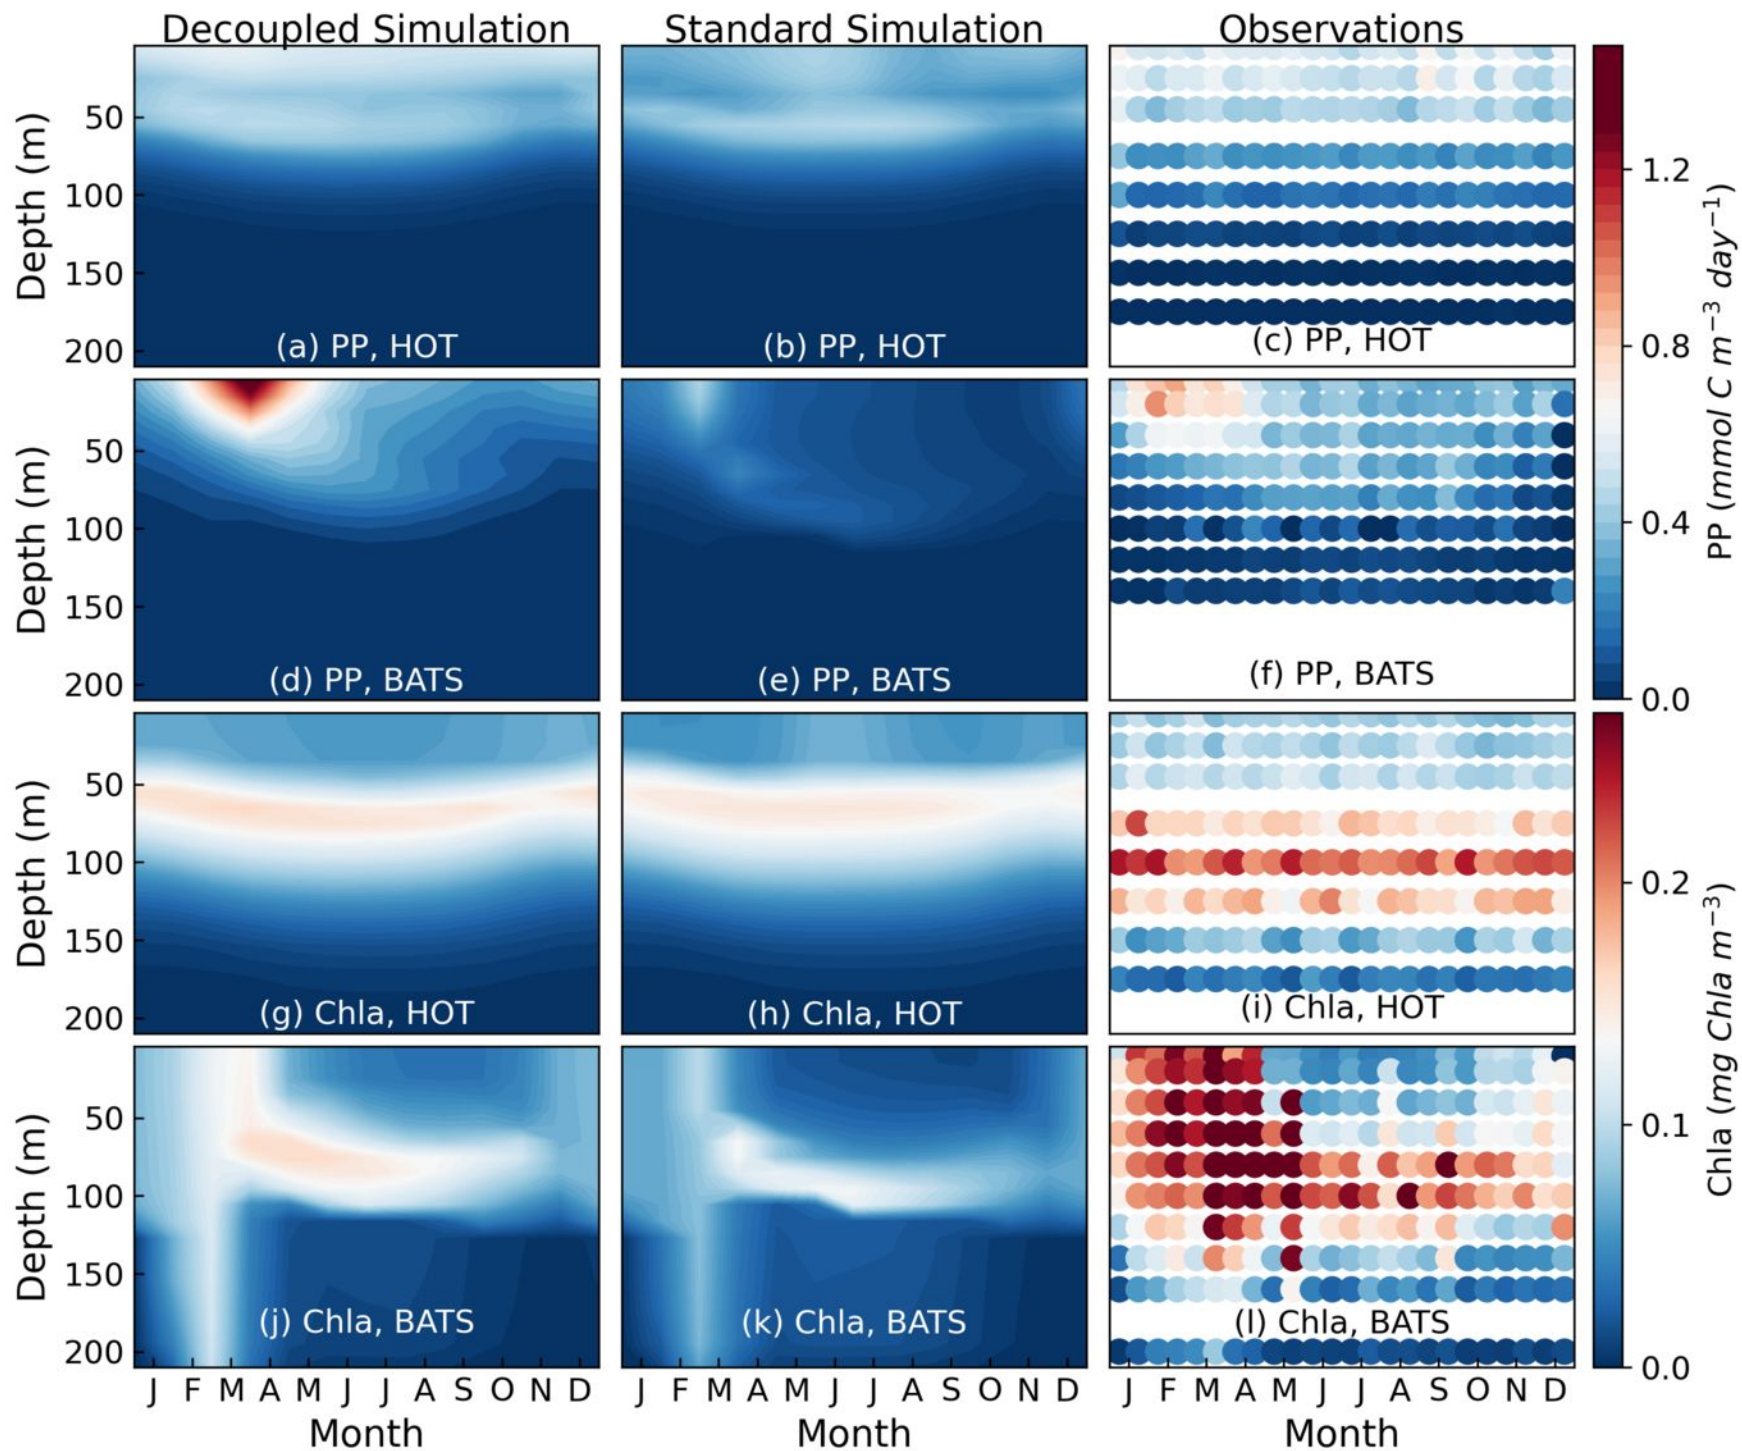 Decoupled Simulation Standard Simulation Observations
Depth (m)
50
100
150
200
(a) PP, HOT
(b) PP, HOT
(c) PP, HOT
Depth (m)
50
100
150
200
(d) PP, BATS
(e) PP, BATS
(f) PP, BATS
1.2
0.8
0.4
0.0
PP (mmol C m⁻³ day⁻¹)
Depth (m)
50
100
150
200
(g) Chla, HOT
(h) Chla, HOT
(i) Chla, HOT
Depth (m)
50
100
150
200
(j) Chla, BATS
(k) Chla, BATS
(l) Chla, BATS
0.2
0.1
0.0
Chla (mg Chla m⁻³)
J F M A M J J A S O N D
J F M A M J J A S O N D
J F M A M J J A S O N D
Month
Month
Month